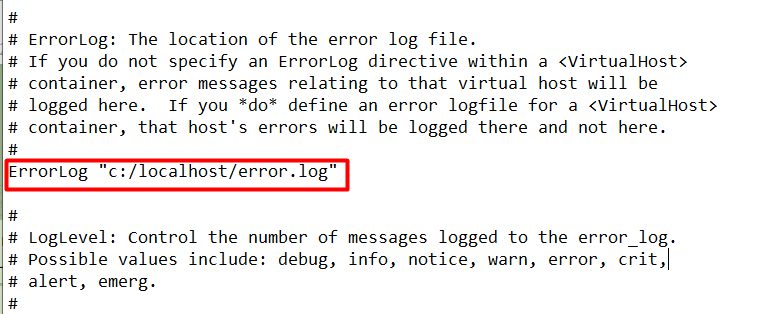 #
# ErrorLog: The location of the error log file.
# If you do not specify an ErrorLog directive within a <VirtualHost>
# container, error messages relating to that virtual host will be
# logged here.  If you *do* define an error logfile for a <VirtualHost>
# container, that host's errors will be logged there and not here.
#
ErrorLog "c:/localhost/error.log"
#
# LogLevel: Control the number of messages logged to the error_log.
# Possible values include: debug, info, notice, warn, error, crit,
# alert, emerg.
#